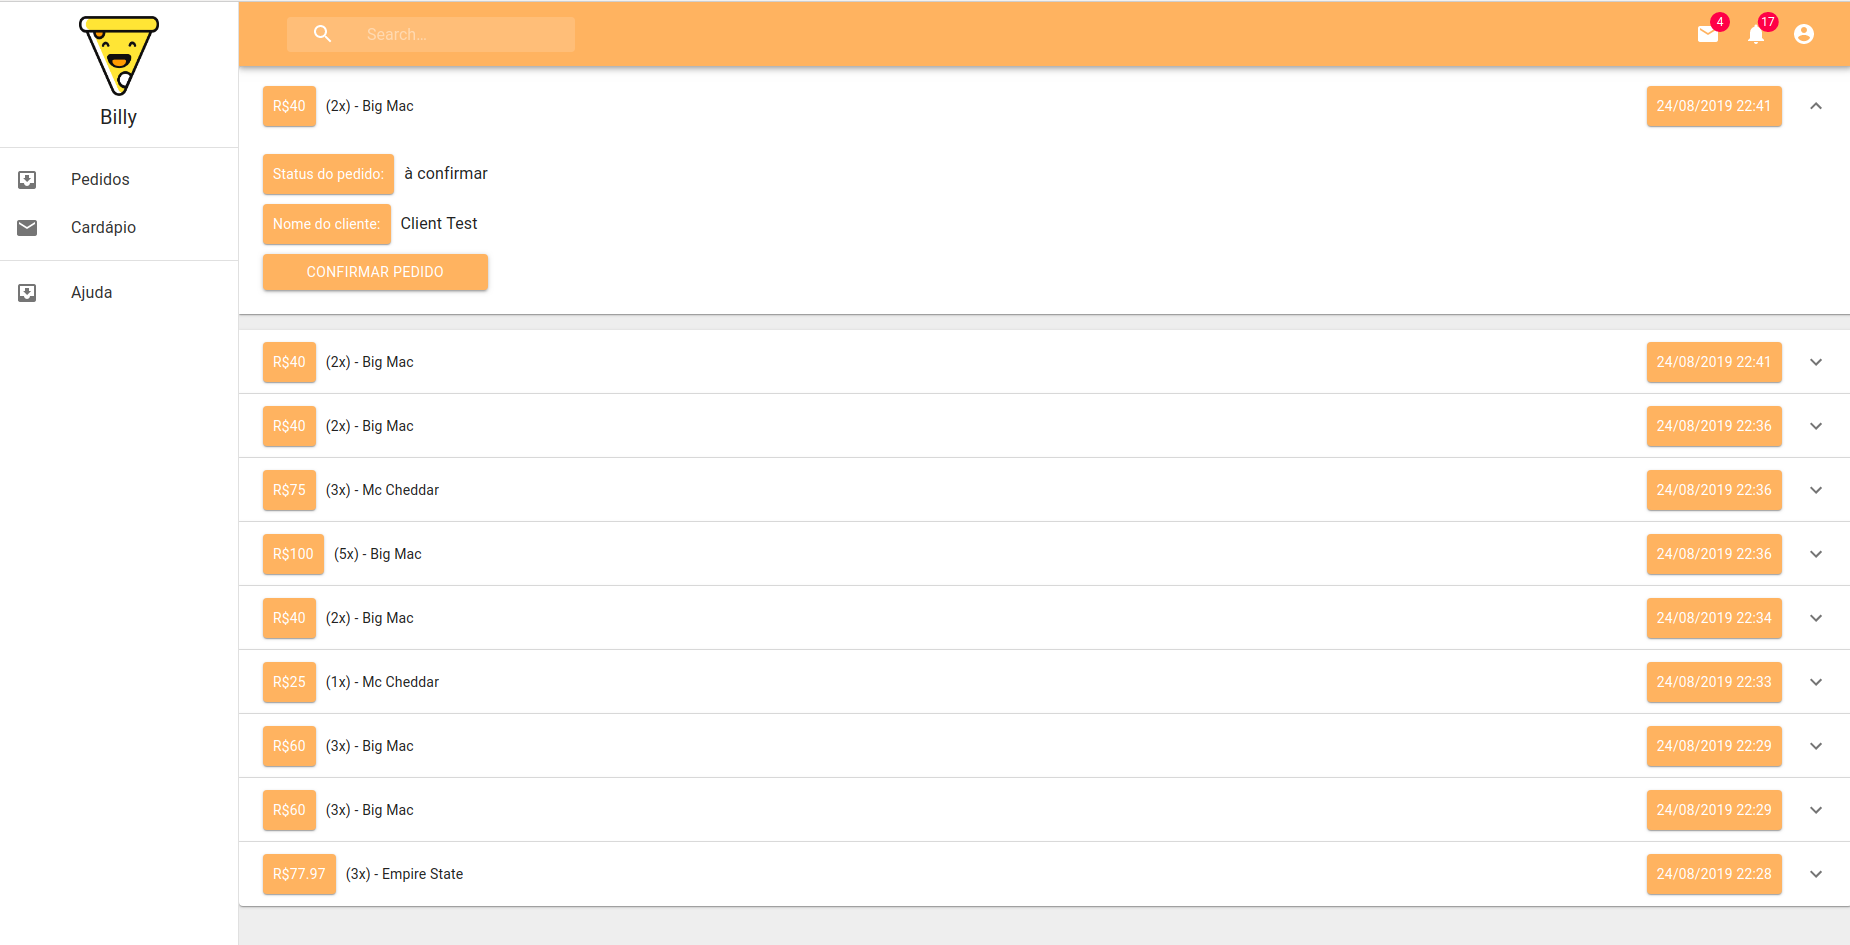 Billy
Pedidos
Cardápio
Ajuda
Search...
4
17
R$40 (2x) - Big Mac 24/08/2019 22:41
Status do pedido: à confirmar
Nome do cliente: Client Test
CONFIRMAR PEDIDO
R$40 (2x) - Big Mac 24/08/2019 22:41
R$40 (2x) - Big Mac 24/08/2019 22:36
R$75 (3x) - Mc Cheddar 24/08/2019 22:36
R$100 (5x) - Big Mac 24/08/2019 22:36
R$40 (2x) - Big Mac 24/08/2019 22:34
R$25 (1x) - Mc Cheddar 24/08/2019 22:33
R$60 (3x) - Big Mac 24/08/2019 22:29
R$60 (3x) - Big Mac 24/08/2019 22:29
R$77.97 (3x) - Empire State 24/08/2019 22:28